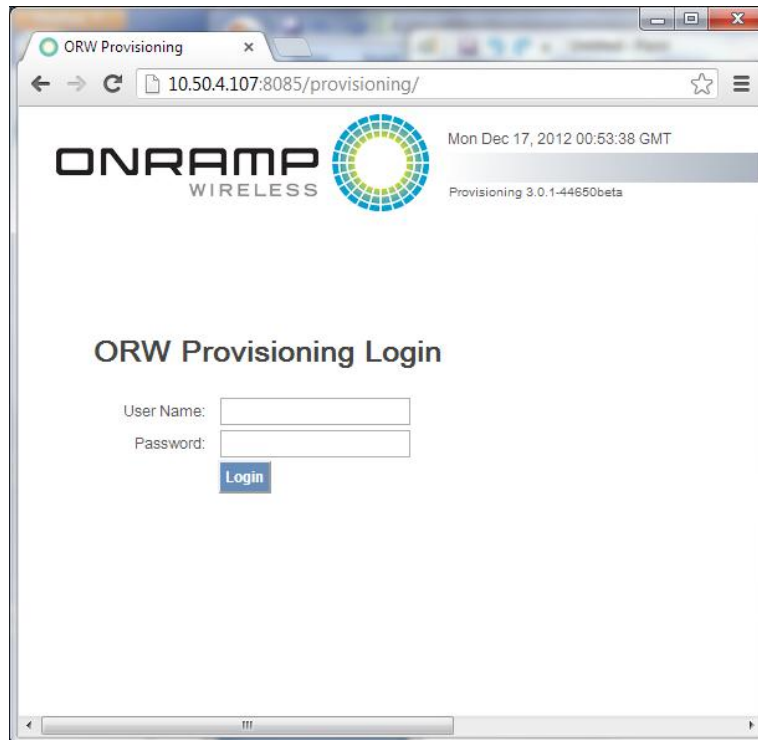 ORW Provisioning
10.50.4.107:8085/provisioning/
ONRAMP
WIRELESS
Mon Dec 17, 2012 00:53:38 GMT
Provisioning 3.0.1-44650beta
ORW Provisioning Login
User Name:
Password:
Login